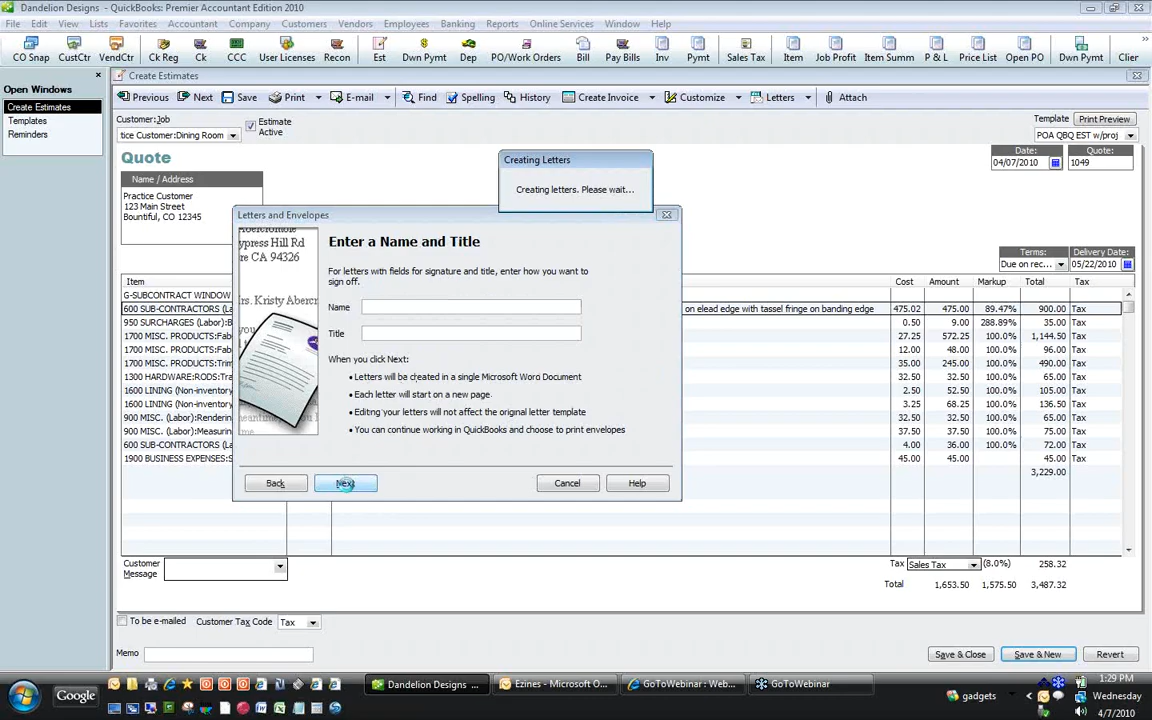 Dandelion Designs - QuickBooks: Premier Accountant Edition 2010
File Edit View Lists Favorites Accountant Company Customers Vendors Employees Banking Reports Online Services Window Help
CO Snap CustCtr VendCtr Ck Reg Ck CCC User Licenses Recon Est Dwn Pymt Dep PO/Work Orders Bill Pay Bills Inv Pymt Sales Tax Item Job Profit Item Summ P & L Price List Open PO Dwn Pymt Clier
Open Windows
Create Estimates
Templates
Reminders
Create Estimates
Previous Next Save Print E-mail Find Spelling History Create Invoice Customize Letters Attach
Customer:Job
tice Customer:Dining Room
Estimate
Active
Template Print Preview
POA QBQ EST w/proj
Quote
Date: Quote:
04/07/2010 1049
Name / Address
Practice Customer
123 Main Street
Bountiful, CO 12345
Terms: Delivery Date:
Due on rec... 05/22/2010
Creating Letters
Creating letters. Please wait...
Letters and Envelopes
Enter a Name and Title
For letters with fields for signature and title, enter how you want to
sign off.
Name
Title
When you click Next:
•Letters will be created in a single Microsoft Word Document
•Each letter will start on a new page.
•Editing your letters will not affect the original letter template
•You can continue working in QuickBooks and choose to print envelopes
Back Next Cancel Help
ypress Hill Rd
re CA 94326
rs. Kristy Aberc
Item Cost Amount Markup Total Tax
G-SUBCONTRACT WINDOW
600 SUB-CONTRACTORS (La on elead edge with tassel fringe on banding edge 475.02 475.00 89.47% 900.00 Tax
950 SURCHARGES (Labor):B 0.50 9.00 288.89% 35.00 Tax
1700 MISC. PRODUCTS:Fab 27.25 572.25 100.0% 1,144.50 Tax
1700 MISC. PRODUCTS:Trim 12.00 48.00 100.0% 96.00 Tax
1700 MISC. PRODUCTS:Trim 35.00 245.00 100.0% 490.00 Tax
1300 HARDWARE:RODS:Tra 32.50 32.50 100.0% 65.00 Tax
1600 LINING (Non-inventory 2.50 52.50 100.0% 105.00 Tax
1600 LINING (Non-inventory 3.25 68.25 100.0% 136.50 Tax
900 MISC. (Labor):Rendering 32.50 32.50 100.0% 65.00 Tax
900 MISC. (Labor):Measurin 37.50 37.50 100.0% 75.00 Tax
600 SUB-CONTRACTORS (La 4.00 36.00 100.0% 72.00 Tax
1900 BUSINESS EXPENSES:S 45.00 45.00 45.00 Tax
3,229.00
Customer
Message
Tax Sales Tax (8.0%) 258.32
Total 1,653.50 1,575.50 3,487.32
To be e-mailed Customer Tax Code Tax
Memo
Save & Close Save & New Revert
Google Dandelion Designs ... Ezines - Microsoft O... GoToWebinar : Web... GoToWebinar gadgets
1:29 PM
Wednesday
4/7/2010